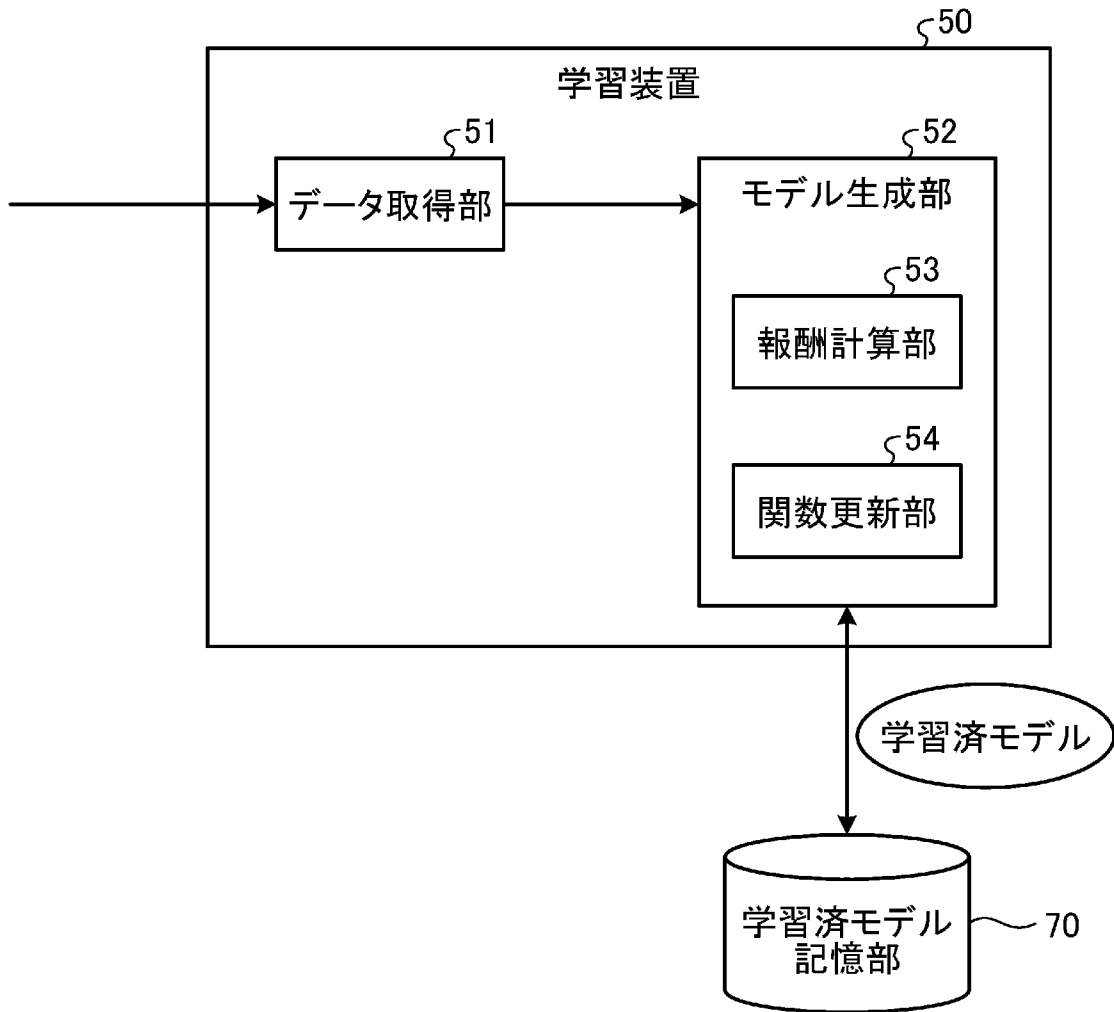 50
学習装置
51
データ取得部
52
モデル生成部
53
報酬計算部
54
関数更新部
学習済モデル
学習済モデル
記憶部
70